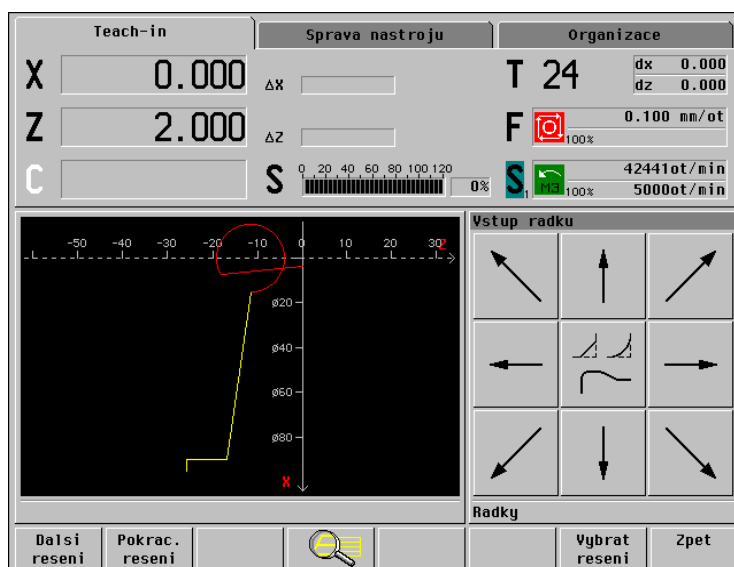 Teach-in Sprava nastroju Organizace
X 0.000 ΔX T 24 dx 0.000
dz 0.000
Z 2.000 ΔZ F 100% 0.100 mm/ot
C S 0 20 40 60 80 100 120 0% S1 M3 100% 42441ot/min
5000ot/min
Vstup radku
-50 -40 -30 -20 -10 0 10 20 30 Z
ø20
ø40
ø60
ø80
X
Radky
Dalsi reseni
Pokrac. reseni
Vybrat reseni
Zpet